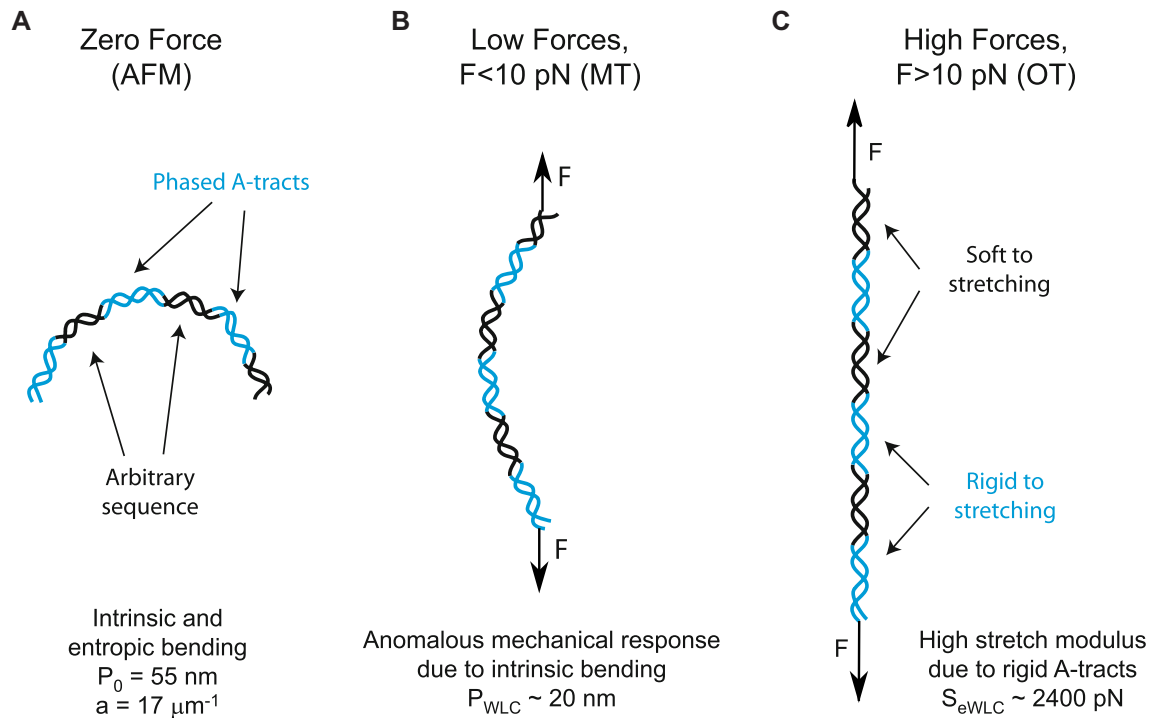 A
Zero Force
(AFM)
Phased A-tracts
Arbitrary
sequence
Intrinsic and
entropic bending
P₀ = 55 nm
a = 17 μm⁻¹
B
Low Forces,
F<10 pN (MT)
F
F
Anomalous mechanical response
due to intrinsic bending
P_WLC ~ 20 nm
C
High Forces,
F>10 pN (OT)
F
Soft to
stretching
Rigid to
stretching
F
High stretch modulus
due to rigid A-tracts
S_eWLC ~ 2400 pN